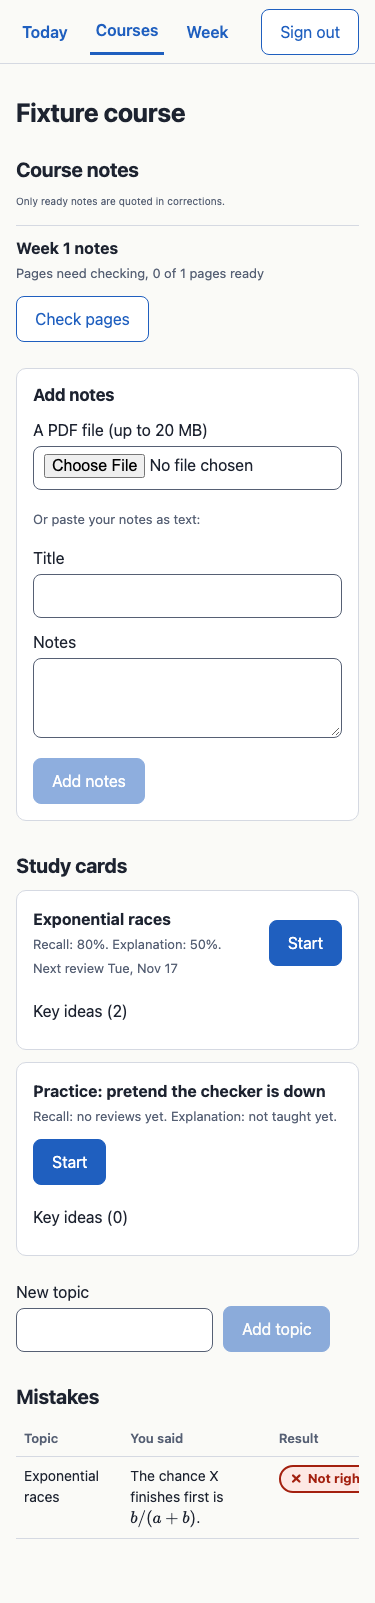 Today Courses Week Sign out
Fixture course
Course notes
Only ready notes are quoted in corrections.
Week 1 notes
Pages need checking, 0 of 1 pages ready
Check pages
Add notes
A PDF file (up to 20 MB)
Choose File No file chosen
Or paste your notes as text:
Title
Notes
Add notes
Study cards
Exponential races
Recall: 80%. Explanation: 50%.
Next review Tue, Nov 17
Start
Key ideas (2)
Practice: pretend the checker is down
Recall: no reviews yet. Explanation: not taught yet.
Start
Key ideas (0)
New topic
Add topic
Mistakes
Topic You said Result
Exponential
races
The chance X
finishes first is
b/(a + b).
✕ Not righ